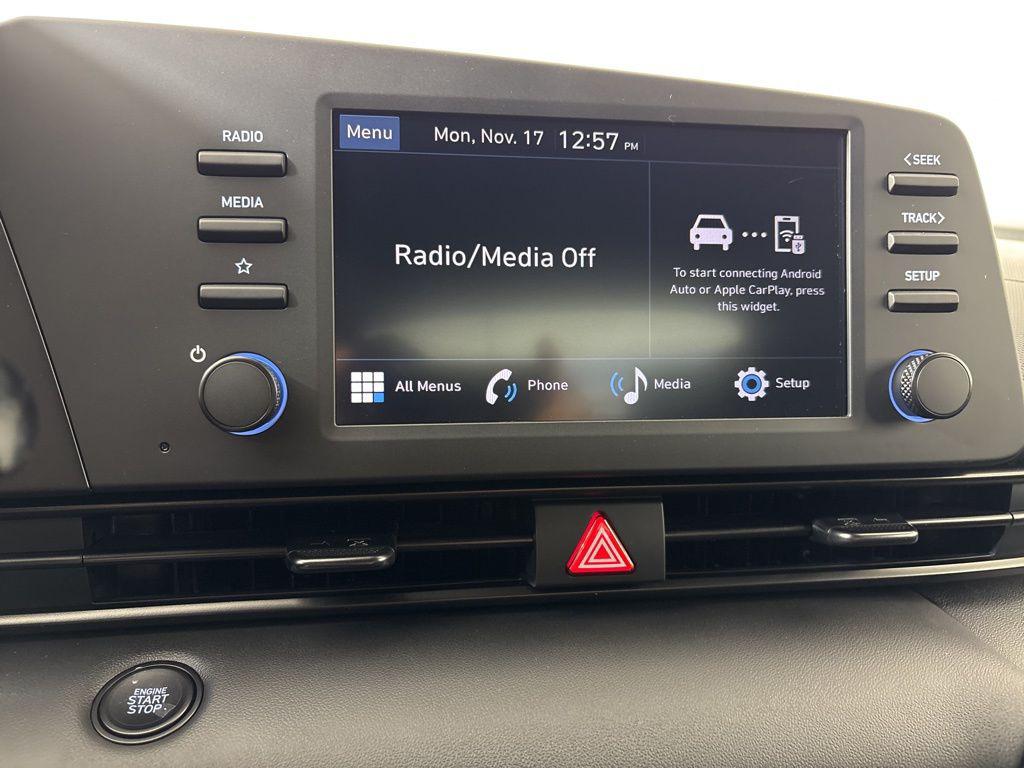 RADIO
MEDIA
Menu
Mon, Nov. 17 12:57 PM
Radio/Media Off
To start connecting Android
Auto or Apple CarPlay, press
this widget.
All Menus
Phone
Media
Setup
<SEEK
TRACK>
SETUP
ENGINE
START
STOP